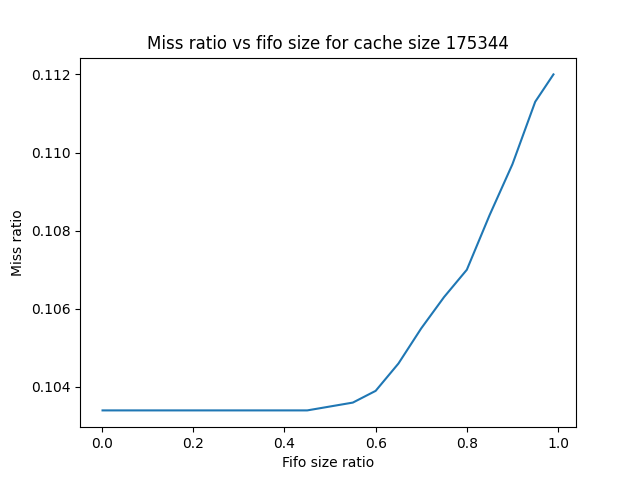 Miss ratio vs fifo size for cache size 175344
0.112
0.110
0.108
0.106
0.104
Miss ratio
0.0 0.2 0.4 0.6 0.8 1.0
Fifo size ratio